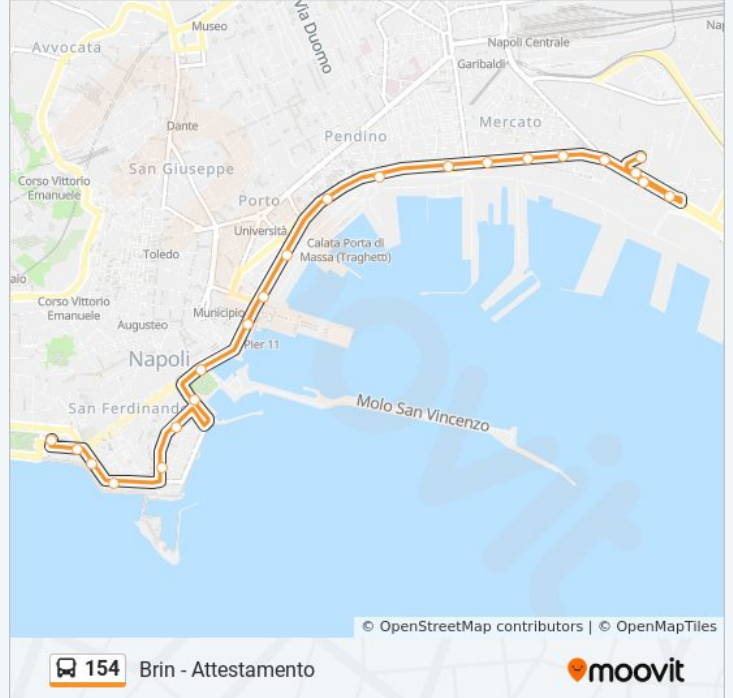 Museo
Via Duomo
Avvocata
Napoli Centrale
Nap
Garibaldi
Dante
Pendino
Mercato
San Giuseppe
Corso Vittorio
Emanuele
Porto
Università
Calata Porta di
Massa (Traghetti)
Toledo
alo
Corso Vittorio
Emanuele
Municipio
Augusteo
Pier 11
Napoli
San Ferdinando
Molo San Vincenzo
© OpenStreetMap contributors | © OpenMapTiles
154 Brin - Attestamento
moovit